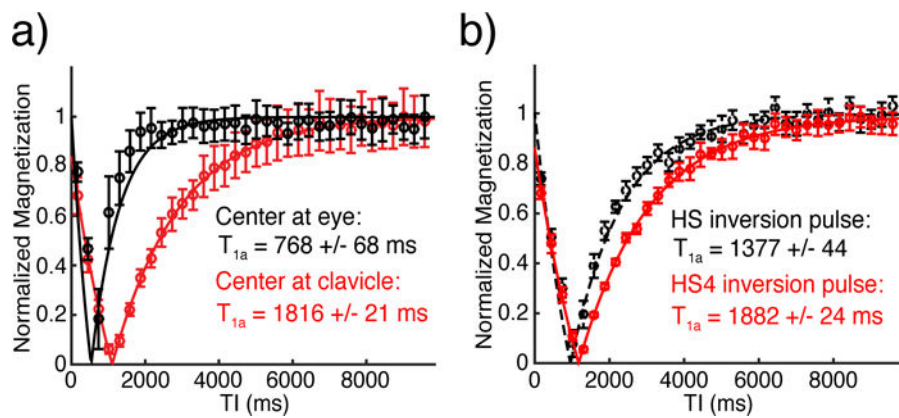 a)
Normalized Magnetization
1
0.8
0.6
0.4
0.2
0
0 2000 4000 6000 8000
TI (ms)
Center at eye:
T1a = 768 +/- 68 ms
Center at clavicle:
T1a = 1816 +/- 21 ms
b)
Normalized Magnetization
1
0.8
0.6
0.4
0.2
0
0 2000 4000 6000 8000
TI (ms)
HS inversion pulse:
T1a = 1377 +/- 44
HS4 inversion pulse:
T1a = 1882 +/- 24 ms